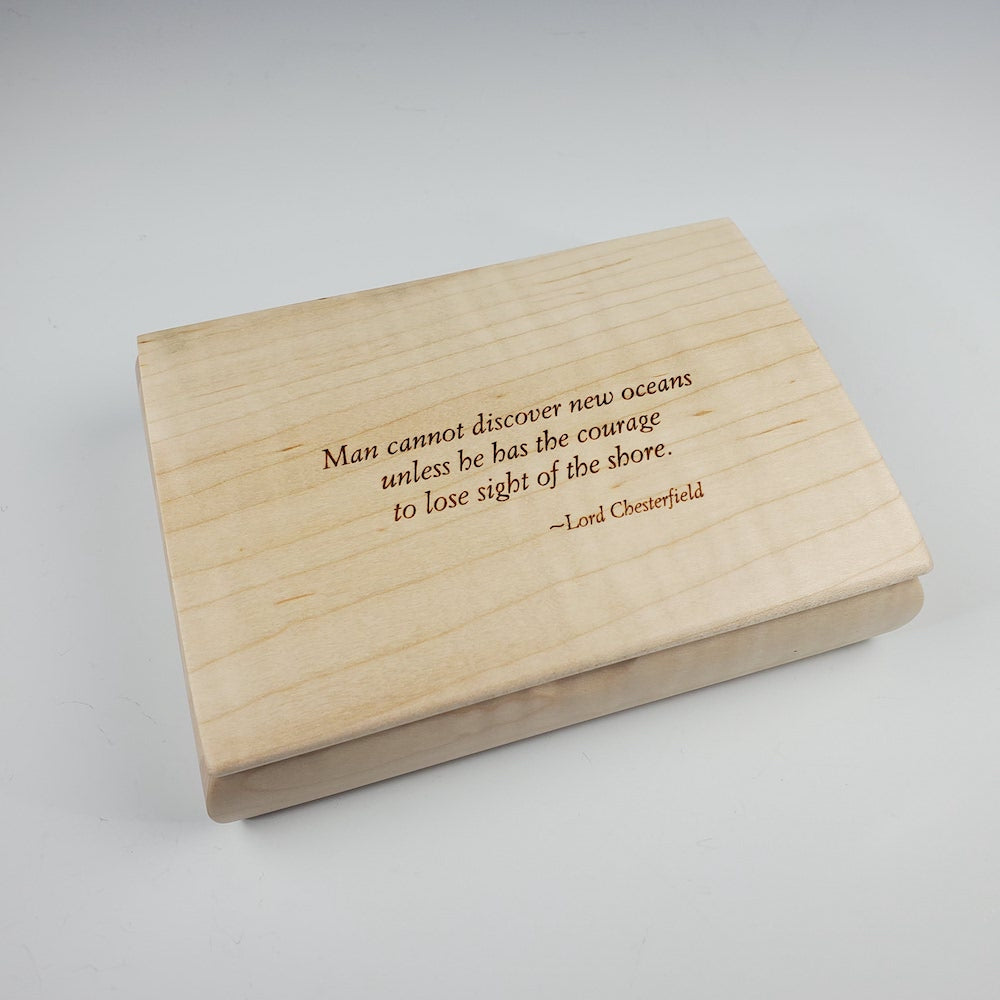 Man cannot discover new oceans
unless he has the courage
to lose sight of the shore.
~Lord Chesterfield